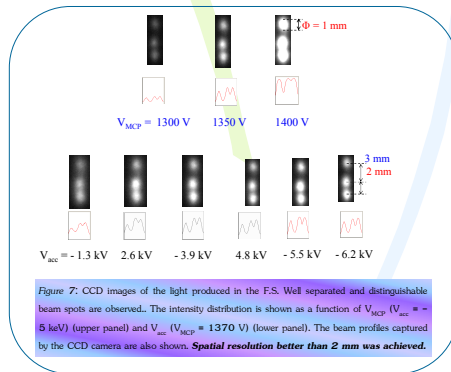 Φ = 1 mm
V_MCP = 1300 V 1350 V 1400 V
3 mm
2 mm
V_acc = - 1.3 kV 2.6 kV - 3.9 kV 4.8 kV - 5.5 kV - 6.2 kV
Figure 7: CCD images of the light produced in the F.S. Well separated and distinguishable
beam spots are observed.. The intensity distribution is shown as a function of V_MCP (V_acc = –
5 keV) (upper panel) and V_acc (V_MCP = 1370 V) (lower panel). The beam profiles captured
by the CCD camera are also shown. Spatial resolution better than 2 mm was achieved.